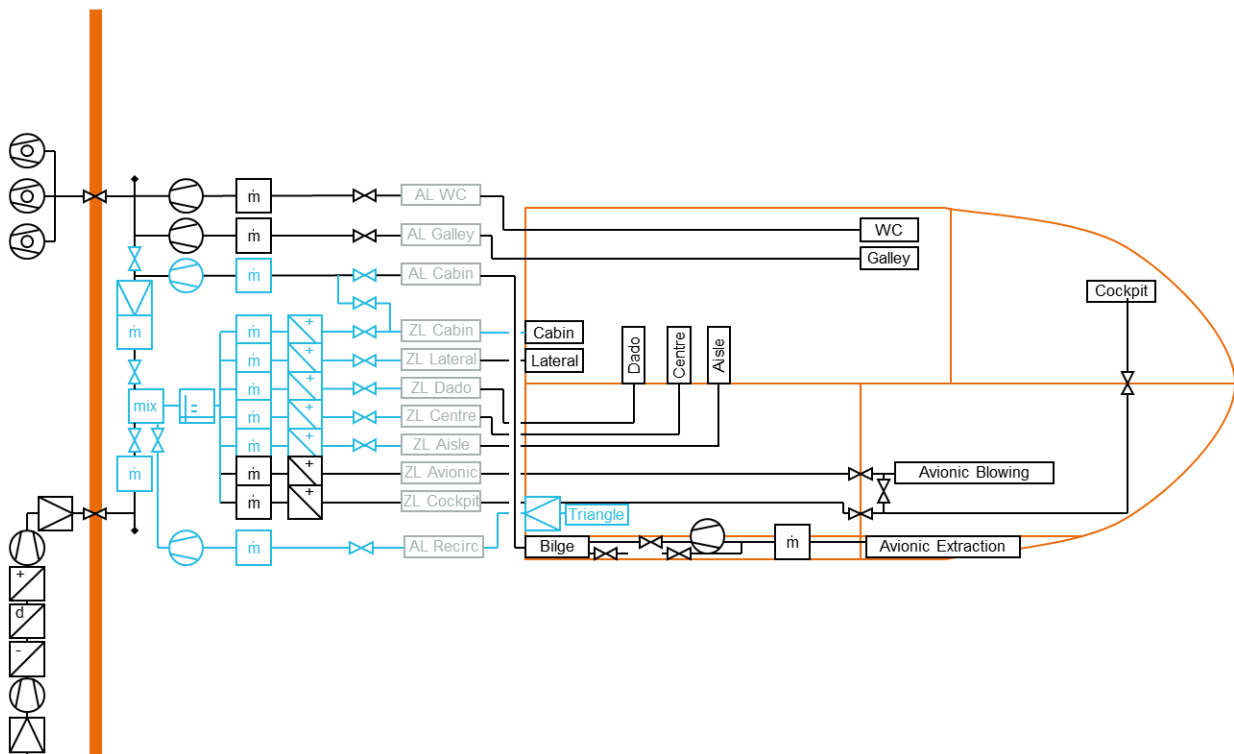 ṁ
AL WC
WC
ṁ
AL Galley
Galley
ṁ
AL Cabin
Cockpit
ṁ
ṁ
+
ZL Cabin
Cabin
ṁ
+
ZL Lateral
Lateral
Dado
Centre
Aisle
ṁ
+
ZL Dado
mix
ṁ
+
ZL Centre
ṁ
+
ZL Aisle
ṁ
ṁ
+
ZL Avionic
Avionic Blowing
ṁ
+
ZL Cockpit
Triangle
ṁ
AL Recirc
Bilge
ṁ
Avionic Extraction
+
d
-